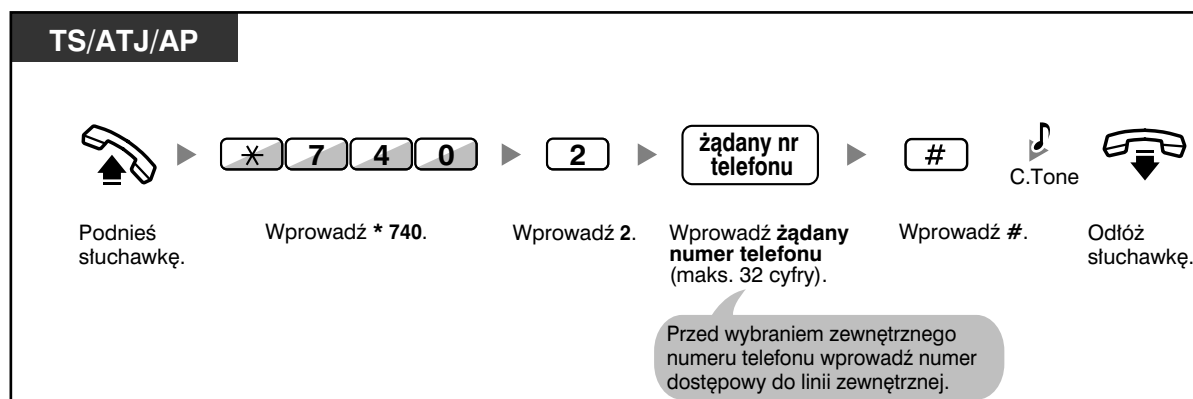 TS/ATJ/AP
* 7 4 0
2
żądany nr
telefonu
#
C.Tone
Podnieś
słuchawkę.
Wprowadź * 740.
Wprowadź 2.
Wprowadź żądany
numer telefonu
(maks. 32 cyfry).
Wprowadź #.
Odłóż
słuchawkę.
Przed wybraniem zewnętrznego
numeru telefonu wprowadź numer
dostępowy do linii zewnętrznej.